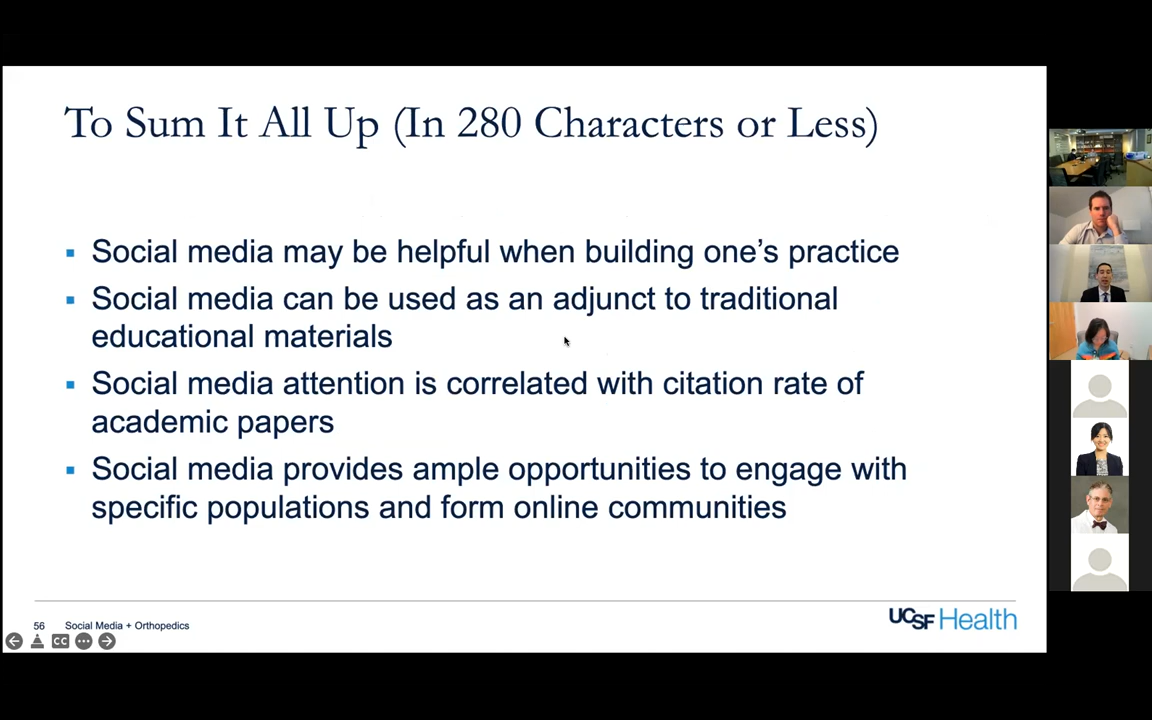 To Sum It All Up (In 280 Characters or Less)
Social media may be helpful when building one's practice
Social media can be used as an adjunct to traditional
educational materials
Social media attention is correlated with citation rate of
academic papers
Social media provides ample opportunities to engage with
specific populations and form online communities
56 Social Media + Orthopedics
UCSF Health
CC